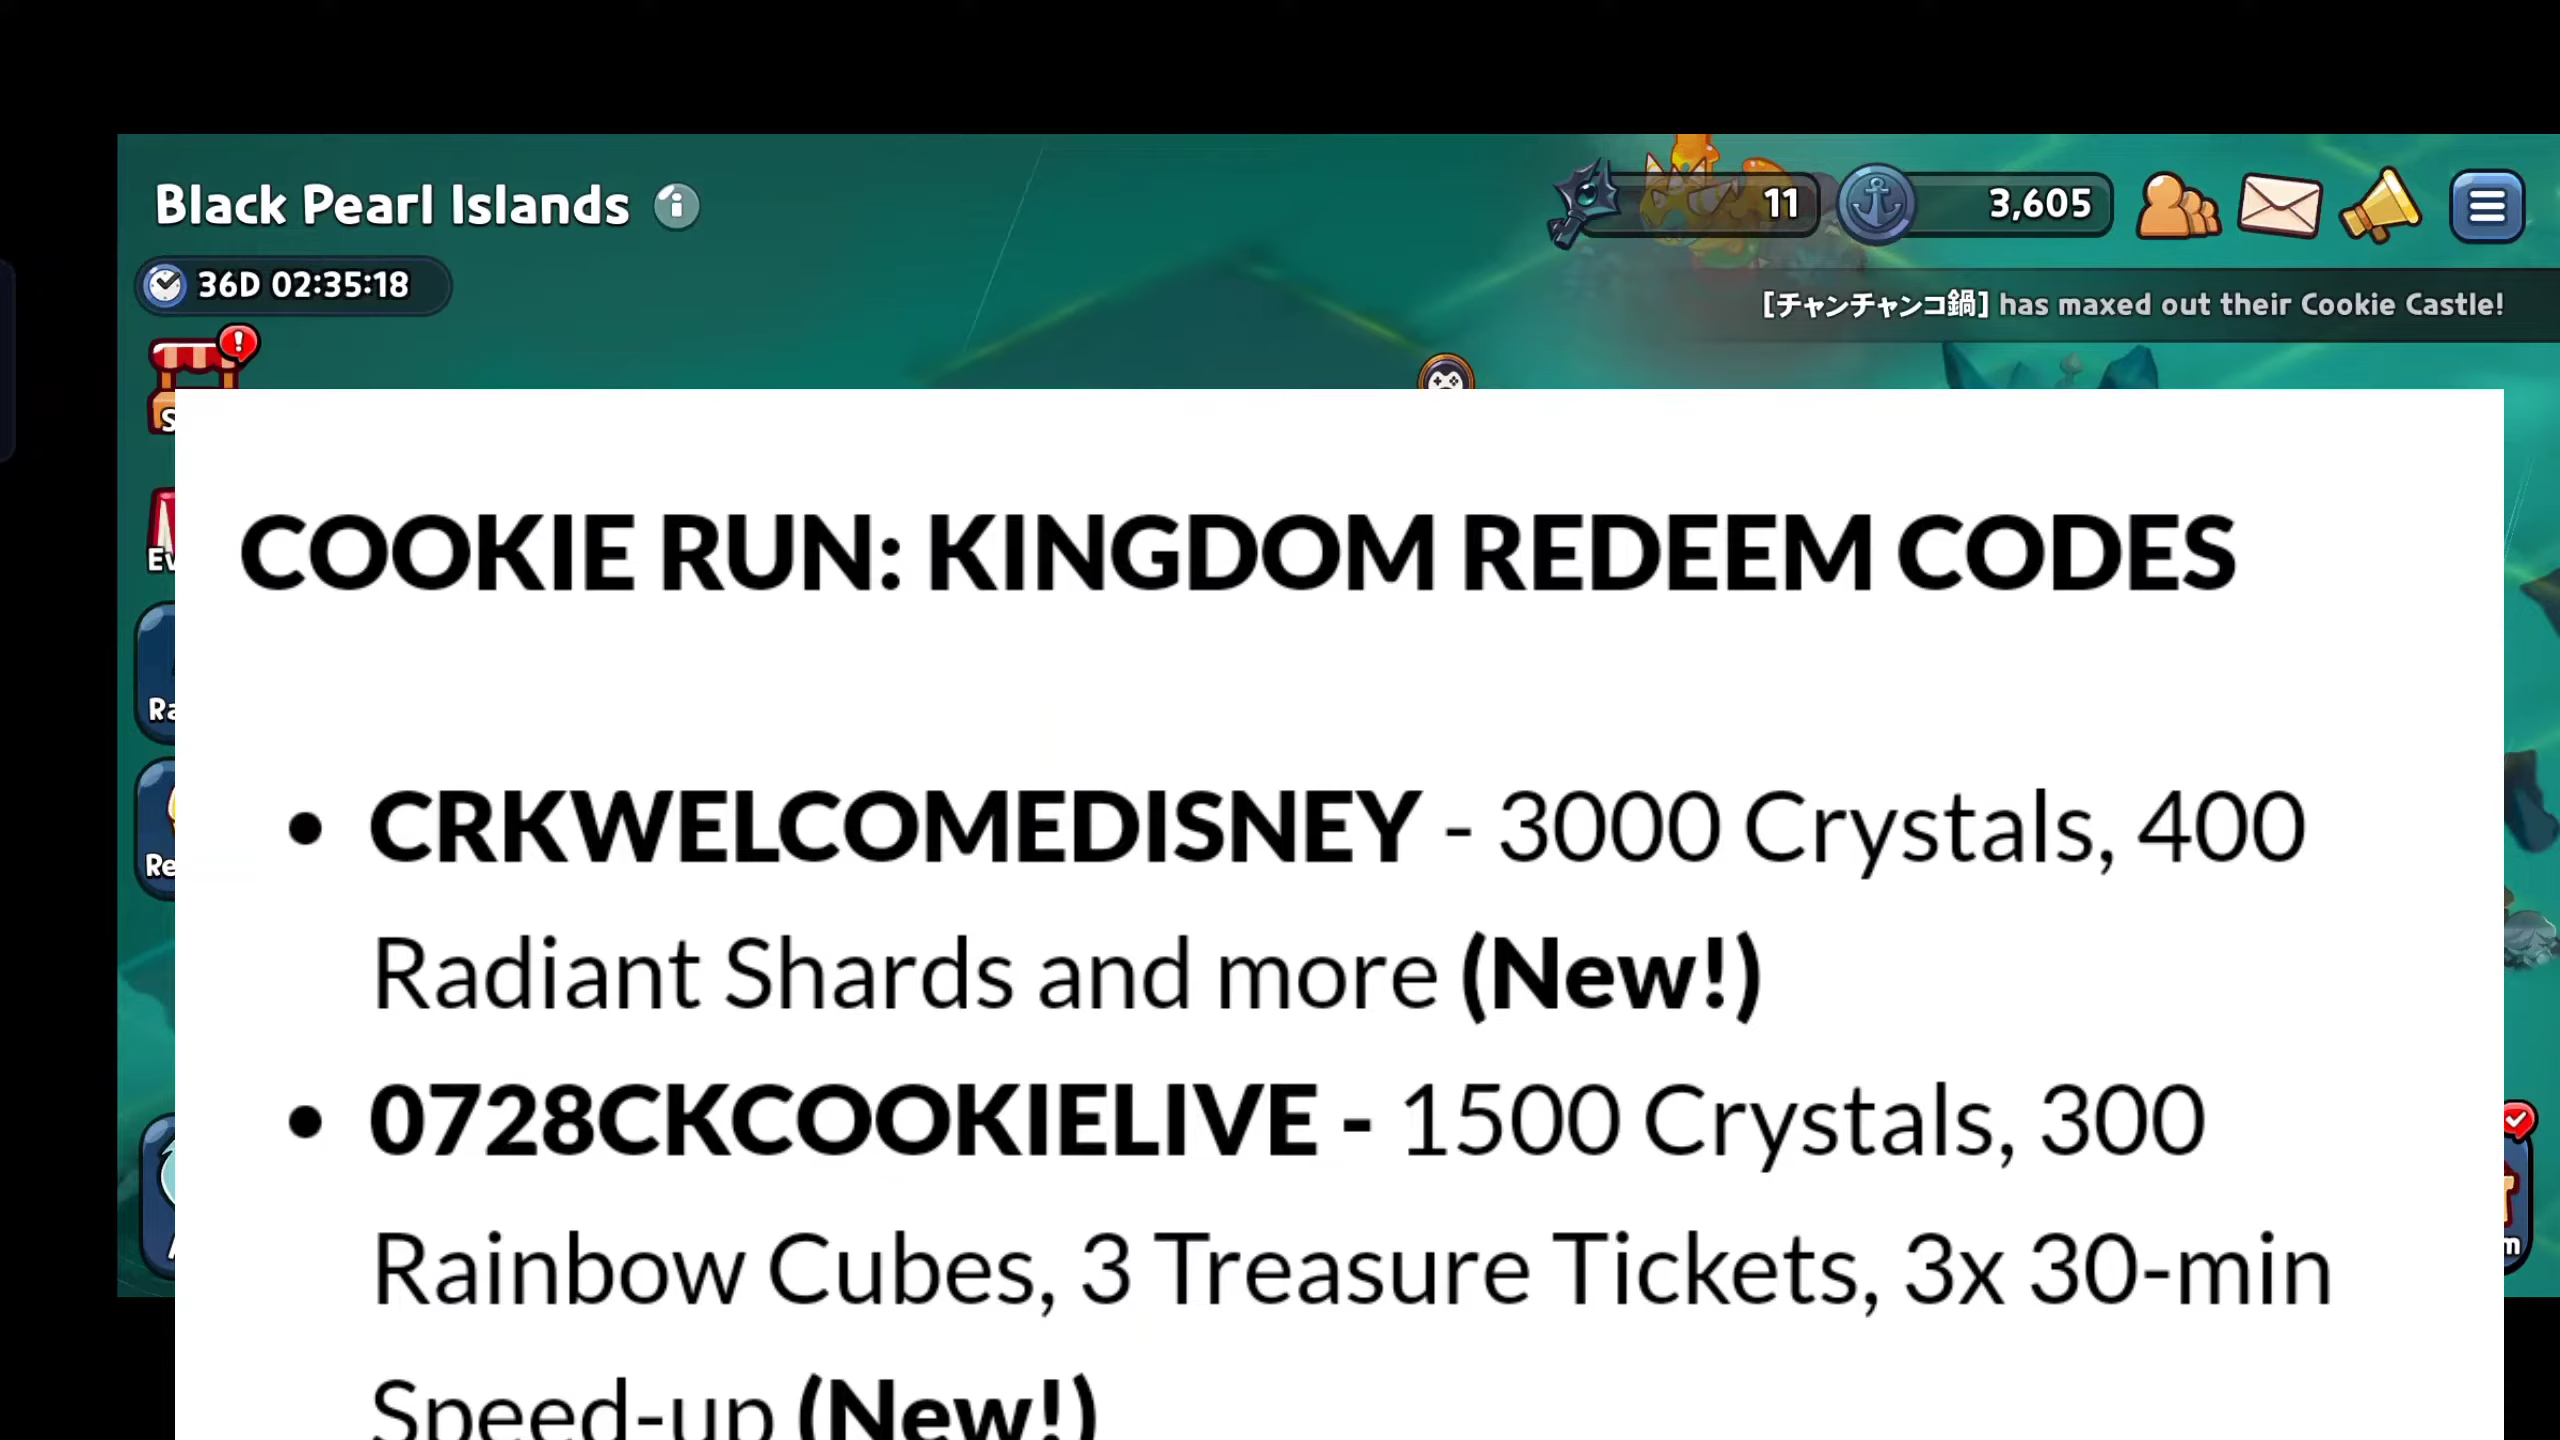 Black Pearl Islands
11
3,605
36D 02:35:18
[チャンチャンコ鍋] has maxed out their Cookie Castle!
COOKIE RUN: KINGDOM REDEEM CODES
• CRKWELCOMEDISNEY - 3000 Crystals, 400
Radiant Shards and more (New!)
• 0728CKCOOKIELIVE - 1500 Crystals, 300
Rainbow Cubes, 3 Treasure Tickets, 3x 30-min
Speed-up (New!)